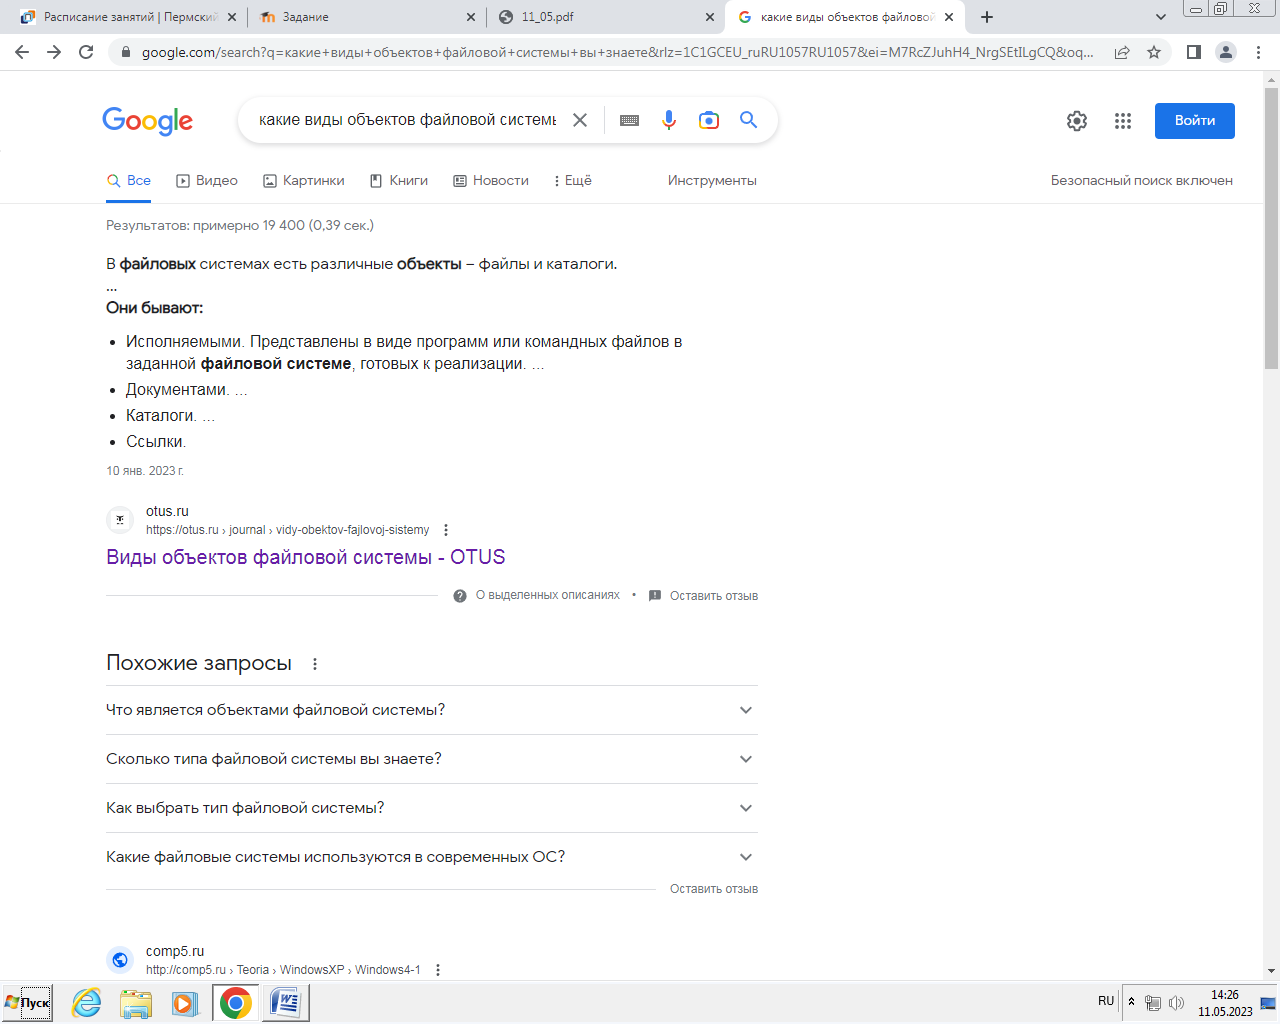 Расписание занятий | Пермски
Задание
11_05.pdf
какие виды объектов файловой
google.com/search?q=какие+виды+объектов+файловой+системы+вы+знаете&rlz=1C1GCEU_ruRU1057RU1057&ei=M7RcZJuhH4_NrgSEtILgCQ&oq...
Google
какие виды объектов файловой системы
Войти
Все
Видео
Картинки
Книги
Новости
Ещё
Инструменты
Безопасный поиск включен
Результатов: примерно 19 400 (0,39 сек.)
В файловых системах есть различные объекты – файлы и каталоги.
...
Они бывают:
Исполняемыми. Представлены в виде программ или командных файлов в
заданной файловой системе, готовых к реализации. ...
Документами. ...
Каталоги. ...
Ссылки.
10 янв. 2023 г.
otus.ru
https://otus.ru › journal › vidy-obektov-fajlovoj-sistemy
Виды объектов файловой системы - OTUS
О выделенных описаниях
•
Оставить отзыв
Похожие запросы
Что является объектами файловой системы?
Сколько типа файловой системы вы знаете?
Как выбрать тип файловой системы?
Какие файловые системы используются в современных ОС?
Оставить отзыв
comp5.ru
http://comp5.ru › Teoria › WindowsXP › Windows4-1
Пуск
RU
14:26
11.05.2023